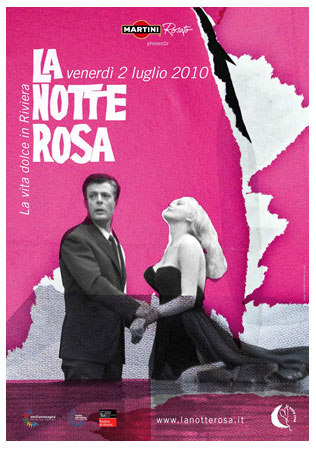 MARTINI Rosato
presenta
LA
NOTTE
ROSA
venerdì 2 luglio 2010
La vita dolce in Riviera
www.lanotterosa.it